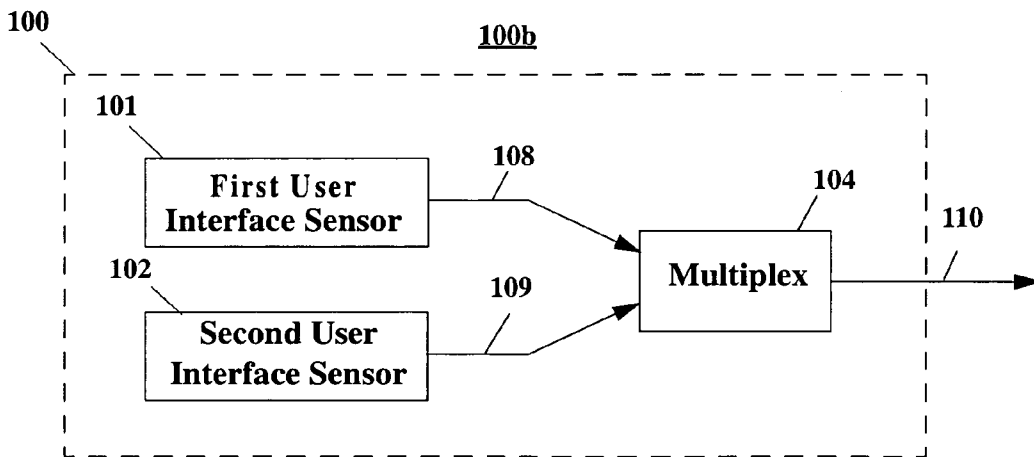 100
100b
101
108
First User
Interface Sensor
104
110
Multiplex
102
109
Second User
Interface Sensor